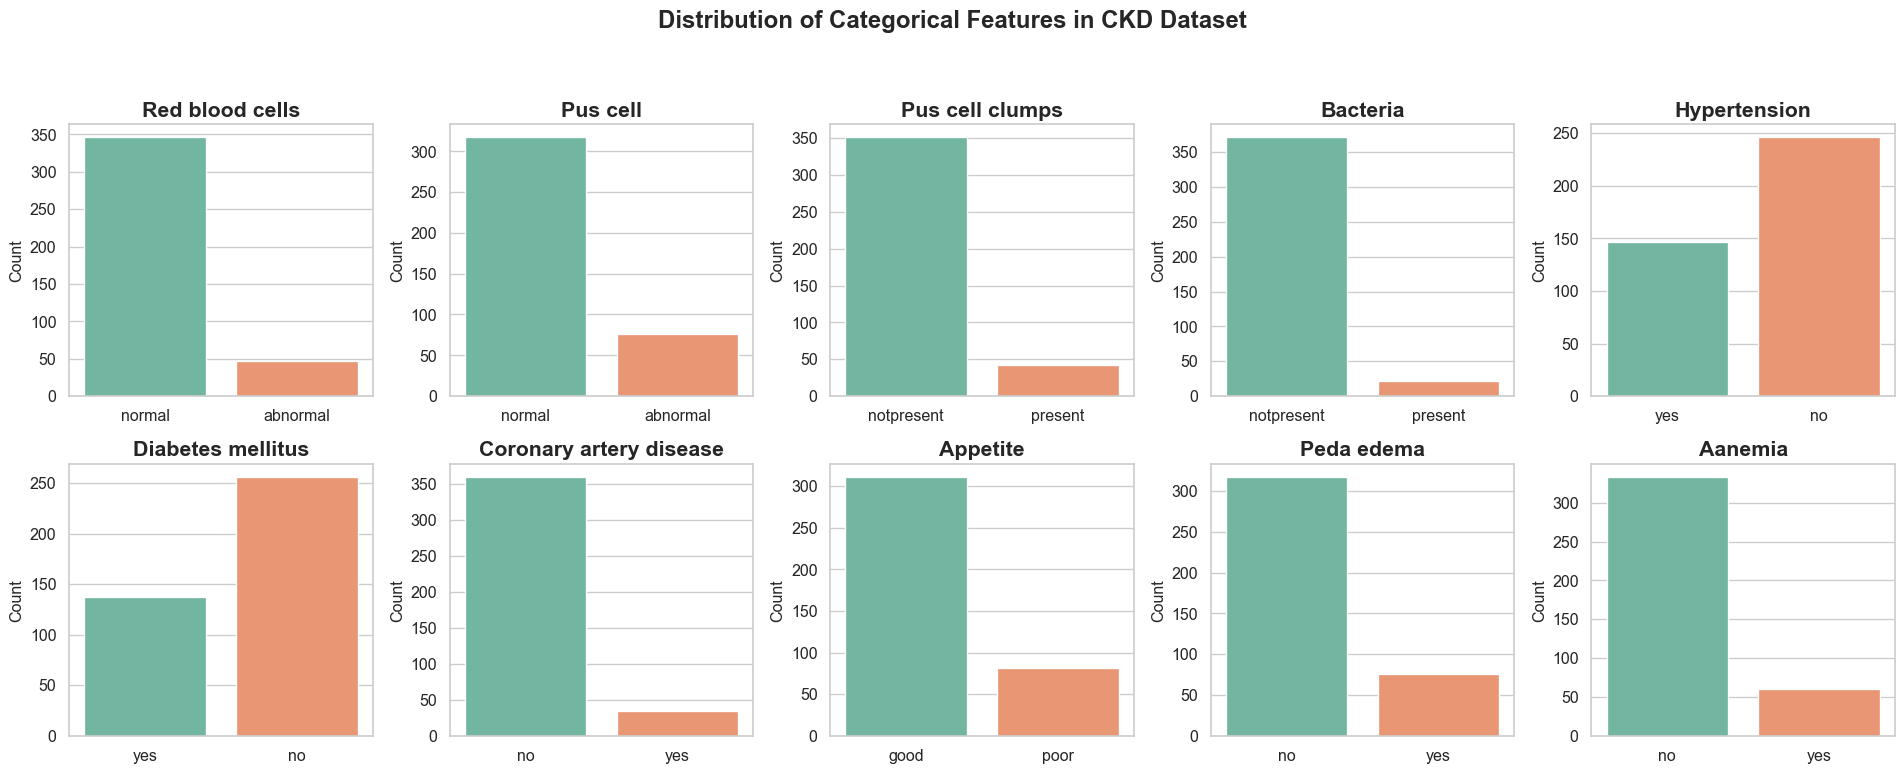 Distribution of Categorical Features in CKD Dataset
Red blood cells
Count
350
300
250
200
150
100
50
0
normal abnormal
Pus cell
Count
300
250
200
150
100
50
0
normal abnormal
Pus cell clumps
Count
350
300
250
200
150
100
50
0
notpresent present
Bacteria
Count
350
300
250
200
150
100
50
0
notpresent present
Hypertension
Count
250
200
150
100
50
0
yes no
Diabetes mellitus
Count
250
200
150
100
50
0
yes no
Coronary artery disease
Count
350
300
250
200
150
100
50
0
no yes
Appetite
Count
300
250
200
150
100
50
0
good poor
Peda edema
Count
300
250
200
150
100
50
0
no yes
Aanemia
Count
300
250
200
150
100
50
0
no yes